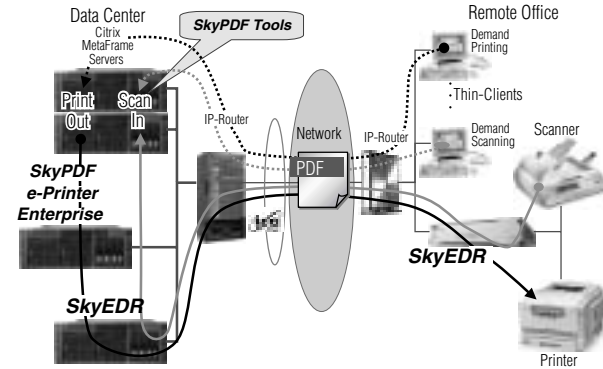 Data Center
Citrix
MetaFrame
Servers
SkyPDF Tools
Print
Out
Scan
In
IP-Router
SkyPDF
e-Printer
Enterprise
SkyEDR
Network
PDF
IP-Router
Remote Office
Demand
Printing
Thin-Clients
Demand
Scanning
Scanner
SkyEDR
Printer